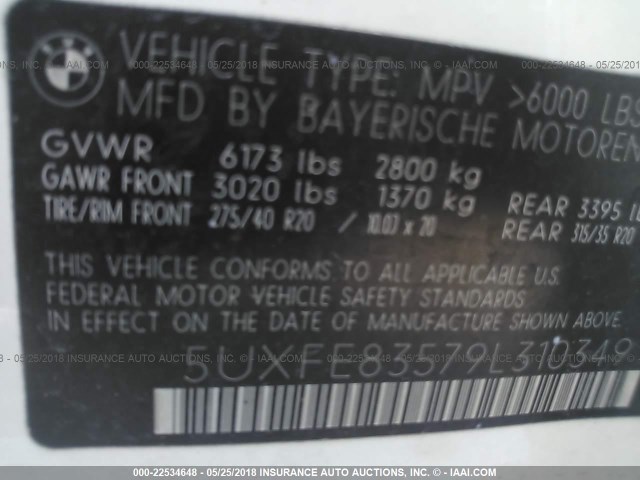 BMW
VEHICLE TYPE: MPV >6000 LBS
MFD BY BAYERISCHE MOTOREN
GVWR 6173 lbs 2800 kg
GAWR FRONT 3020 lbs 1370 kg REAR 3395 l
TIRE/RIM FRONT 275/40 R20 / 10.0J x 20 REAR 315/35 R20
THIS VEHICLE CONFORMS TO ALL APPLICABLE U.S.
FEDERAL MOTOR VEHICLE SAFETY STANDARDS
IN EFFECT ON THE DATE OF MANUFACTURE SHOWN ABOVE.
5UXFE83579L310349
000-22534648 - 05/25/2018 INSURANCE AUTO AUCTIONS, INC. - IAAI.COM